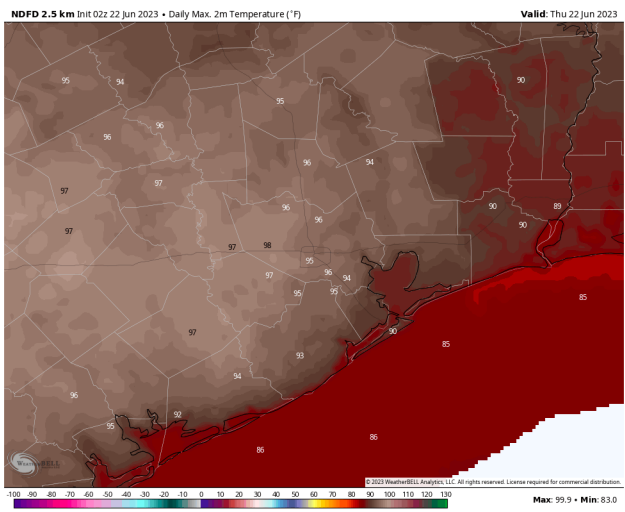 NDFD 2.5 km Init 02z 22 Jun 2023 • Daily Max. 2m Temperature (°F) Valid: Thu 22 Jun 2023
90
95 94
95
96
96
96 94
97
97
96 90 89
96 90
97
97 98
95
97 96 94
95 95 85
90
97 85
93
94
96
92
95
86
86
WeatherBELL
© 2023 WeatherBELL Analytics, LLC. All rights reserved. License required for commercial distribution.
-100 -90 -80 -70 -60 -50 -40 -30 -20 -10 0 10 20 30 40 50 60 70 80 90 100 110 120 130
Max: 99.9 • Min: 83.0